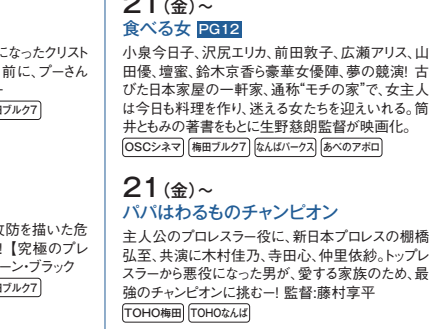 になったクリスト
前に、プーさん
ー
田ブルク7
攻防を描いた危
!【究極のプレ
ーン・ブラック
田ブルク7
21(金)~
食べる女 PG12
小泉今日子、沢尻エリカ、前田敦子、広瀬アリス、山
田優、壇蜜、鈴木京香ら豪華女優陣、夢の競演! 古
びた日本家屋の一軒家、通称“モチの家”で、女主人
は今日も料理を作り、迷える女たちを迎えいれる。筒
井ともみの著書をもとに生野慈朗監督が映画化。
OSCシネマ 梅田ブルク7 なんばパークス あべのアポロ
21(金)~
パパはわるものチャンピオン
主人公のプロレスラー役に、新日本プロレスの棚橋
弘至、共演に木村佳乃、寺田心、仲里依紗。トップレ
スラーから悪役になった男が、愛する家族のため、最
強のチャンピオンに挑むー! 監督:藤村享平
TOHO梅田 TOHOなんば